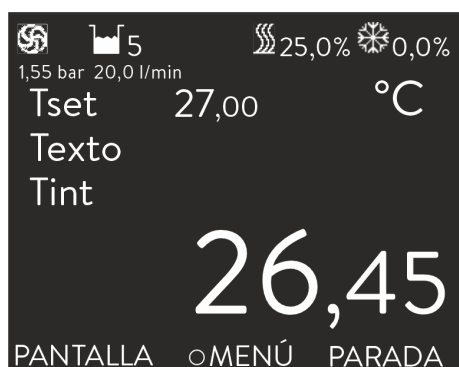 5 25,0% 0,0%
1,55 bar 20,0 l/min
Tset 27,00 °C
Texto
Tint
26,45
PANTALLA ○MENÚ PARADA